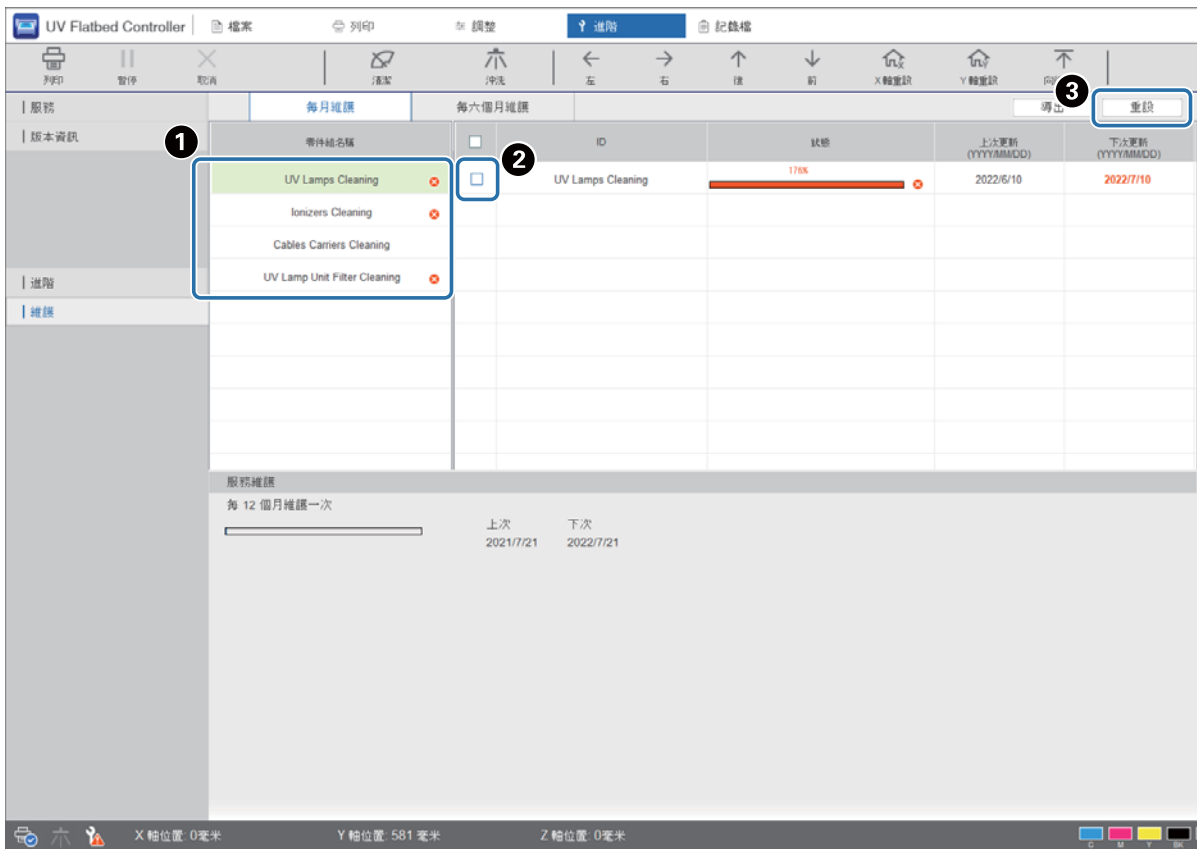 UV Flatbed Controller 檔案 列印 調整 進階 記錄檔
列印 暫停 取消 清潔 沖洗 左 右 後 前 X 軸重設 Y 軸重設
服務 每月維護 每六個月維護 導出 3 重設
版本資訊 1 零件組名稱 ID 狀態 上次更新 下次更新
(YYYY/MM/DD) (YYYY/MM/DD)
2
UV Lamps Cleaning UV Lamps Cleaning 176% 2022/6/10 2022/7/10
Ionizers Cleaning
Cables Carriers Cleaning
進階 UV Lamp Unit Filter Cleaning
維護
服務維護
每 12 個月維護一次
上次 下次
2021/7/21 2022/7/21
X 軸位置: 0毫米 Y 軸位置: 581 毫米 Z 軸位置: 0毫米
C M Y BK